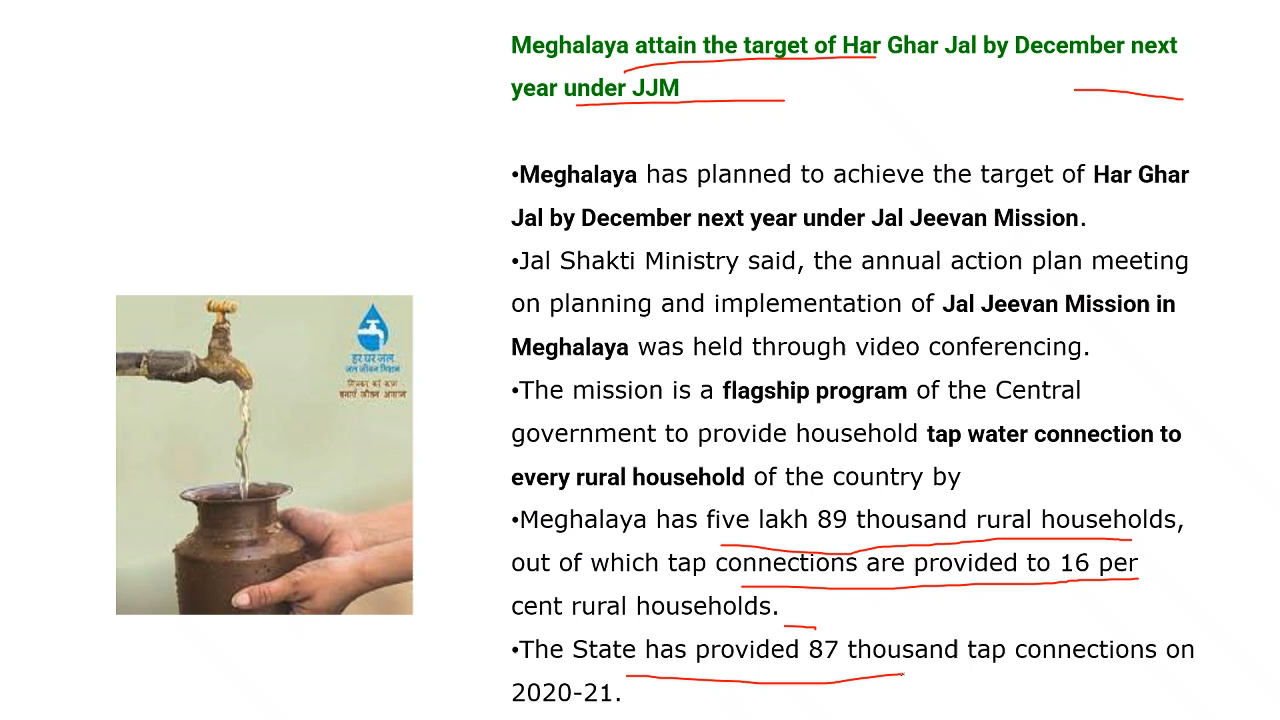 Meghalaya attain the target of Har Ghar Jal by December next
year under JJM
•Meghalaya has planned to achieve the target of Har Ghar
Jal by December next year under Jal Jeevan Mission.
•Jal Shakti Ministry said, the annual action plan meeting
on planning and implementation of Jal Jeevan Mission in
Meghalaya was held through video conferencing.
•The mission is a flagship program of the Central
government to provide household tap water connection to
every rural household of the country by
•Meghalaya has five lakh 89 thousand rural households,
out of which tap connections are provided to 16 per
cent rural households.
•The State has provided 87 thousand tap connections on
2020-21.
हर घर जल
जल जीवन मिशन